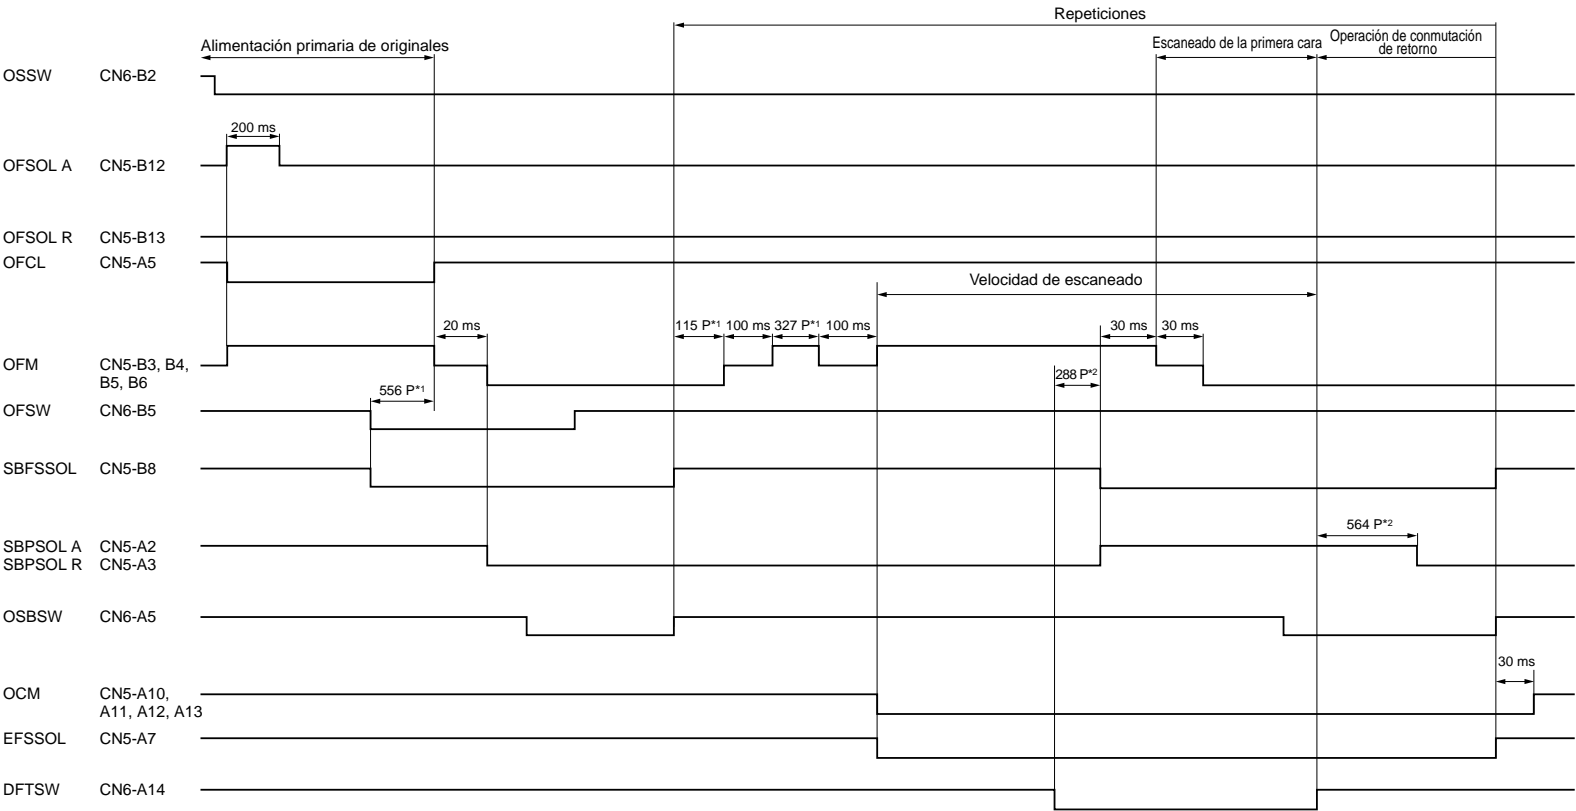 Repeticiones
Alimentación primaria de originales
Escaneado de la primera cara
Operación de conmutación
de retorno
OSSW CN6-B2
200 ms
OFSOL A CN5-B12
OFSOL R CN5-B13
OFCL CN5-A5
Velocidad de escaneado
20 ms
115 P*1
100 ms
327 P*1
100 ms
30 ms
30 ms
OFM CN5-B3, B4,
B5, B6
288 P*2
556 P*1
OFSW CN6-B5
SBFSSOL CN5-B8
564 P*2
SBPSOL A CN5-A2
SBPSOL R CN5-A3
OSBSW CN6-A5
30 ms
OCM CN5-A10,
A11, A12, A13
EFSSOL CN5-A7
DFTSW CN6-A14